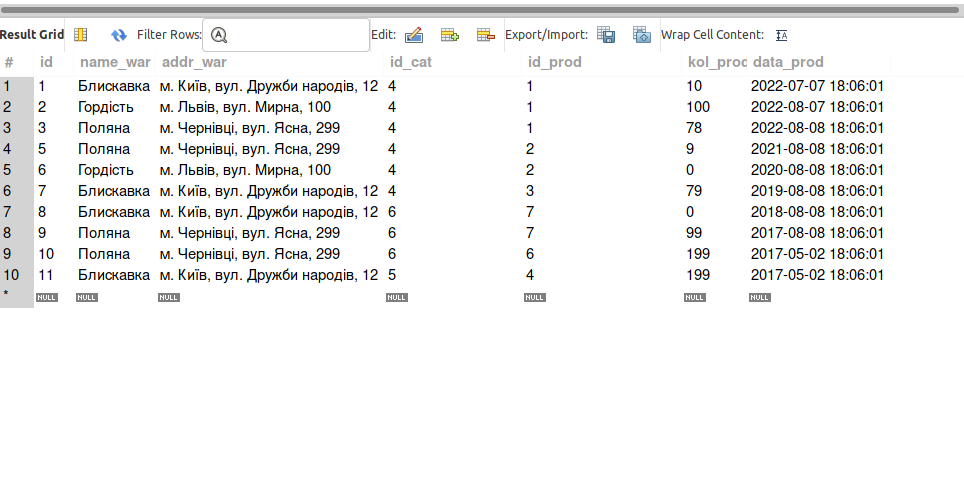 Result Grid Filter Rows: Edit: Export/Import: Wrap Cell Content:
# id name_war addr_war id_cat id_prod kol_prod data_prod
1 1 Блискавка м. Київ, вул. Дружби народів, 12 4 1 10 2022-07-07 18:06:01
2 2 Гордість м. Львів, вул. Мирна, 100 4 1 100 2022-08-07 18:06:01
3 3 Поляна м. Чернівці, вул. Ясна, 299 4 1 78 2022-08-08 18:06:01
4 5 Поляна м. Чернівці, вул. Ясна, 299 4 2 9 2021-08-08 18:06:01
5 6 Гордість м. Львів, вул. Мирна, 100 4 2 0 2020-08-08 18:06:01
6 7 Блискавка м. Київ, вул. Дружби народів, 12 4 3 79 2019-08-08 18:06:01
7 8 Блискавка м. Київ, вул. Дружби народів, 12 6 7 0 2018-08-08 18:06:01
8 9 Поляна м. Чернівці, вул. Ясна, 299 6 7 99 2017-08-08 18:06:01
9 10 Поляна м. Чернівці, вул. Ясна, 299 6 6 199 2017-05-02 18:06:01
10 11 Блискавка м. Київ, вул. Дружби народів, 12 5 4 199 2017-05-02 18:06:01
* NULL NULL NULL NULL NULL NULL NULL